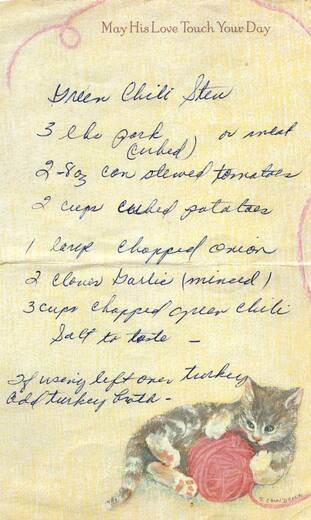 May His Love Touch Your Day
Green Chili Stew
3 lbs pork or meat
(cubed)
2-8oz can stewed tomatoes
2 cups cubed potatoes
1 large chopped onion
2 cloves garlic (minced)
3 cups chopped green chili
Salt to taste -
If using left over turkey
add turkey broth -